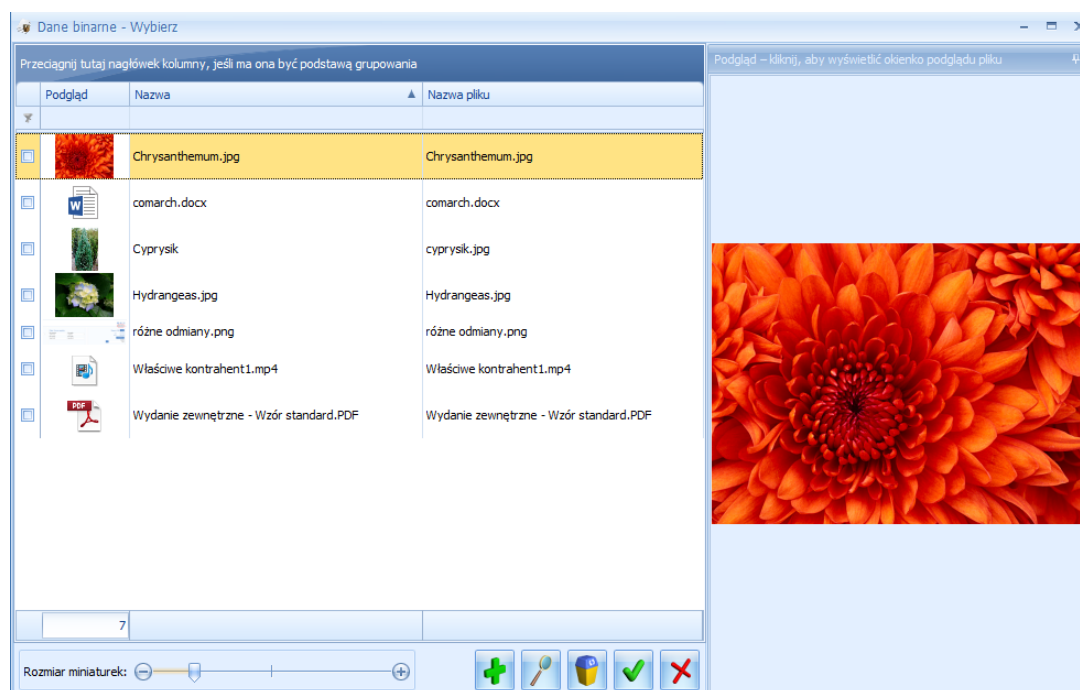 Dane binarne - Wybierz
Przeciągnij tutaj nagłówek kolumny, jeśli ma ona być podstawą grupowania
Podgląd – kliknij, aby wyświetlić okienko podglądu pliku
Podgląd Nazwa Nazwa pliku
Chrysanthemum.jpg Chrysanthemum.jpg
comarch.docx comarch.docx
Cyprysik cyprysik.jpg
Hydrangeas.jpg Hydrangeas.jpg
różne odmiany.png różne odmiany.png
Właściwe kontrahent1.mp4 Właściwe kontrahent1.mp4
PDF
Wydanie zewnętrzne - Wzór standard.PDF Wydanie zewnętrzne - Wzór standard.PDF
7
Rozmiar miniaturek: